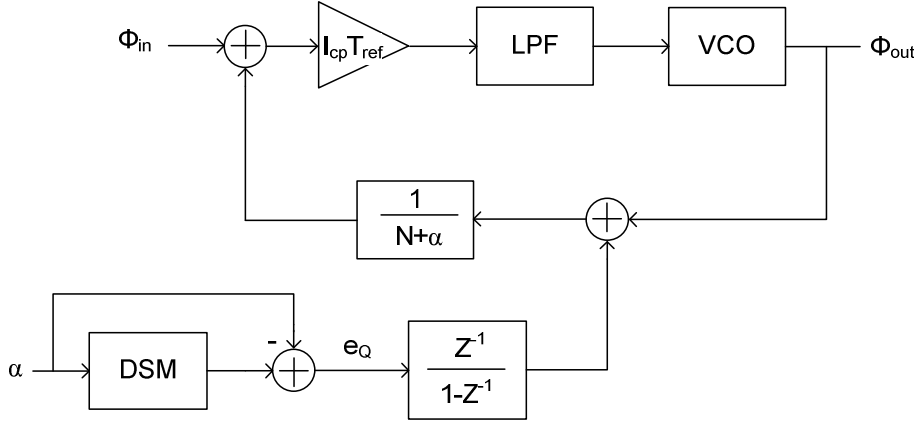 Φin
IcpTref
LPF
VCO
Φout
1
N+α
α
DSM
-
eQ
Z-1
1-Z-1